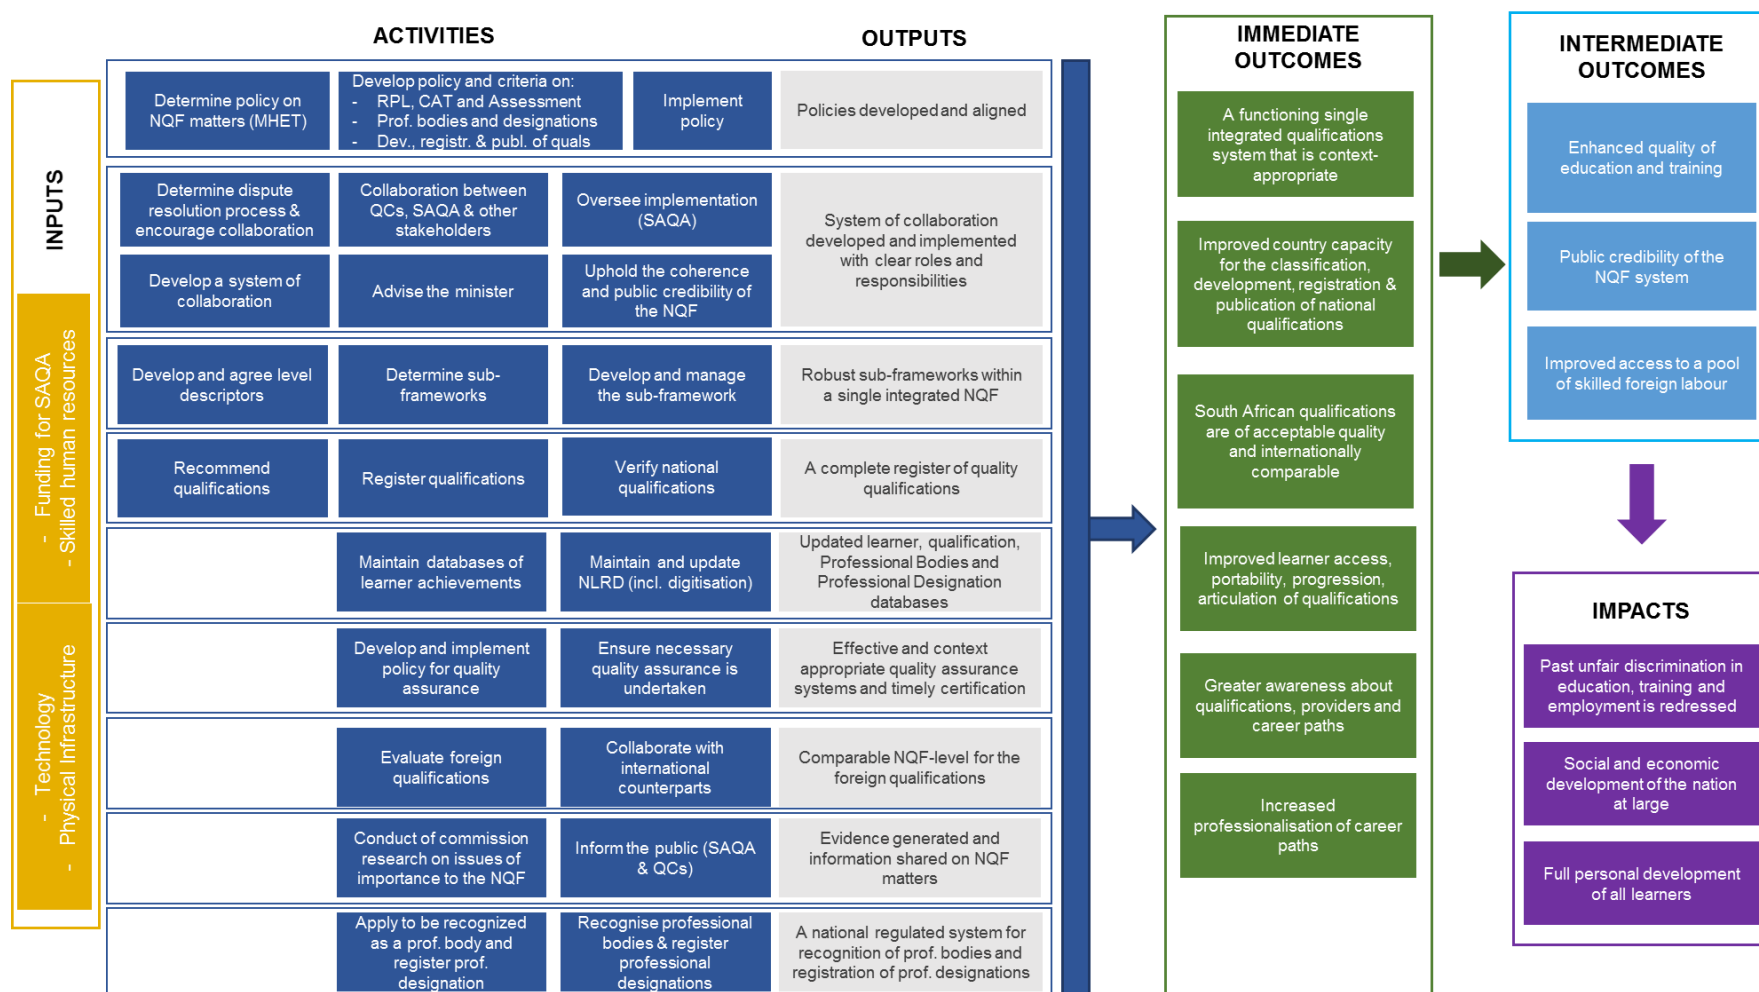 ACTIVITIES
OUTPUTS
Determine policy on
NQF matters (MHET)
Develop policy and criteria on:
- RPL, CAT and Assessment
- Prof. bodies and designations
- Dev., registr. & publ. of quals
Implement
policy
Policies developed and aligned
Determine dispute
resolution process &
encourage collaboration
Collaboration between
QCs, SAQA & other
stakeholders
Oversee implementation
(SAQA)
System of collaboration
developed and implemented
with clear roles and
responsibilities
Develop a system of
collaboration
Advise the minister
Uphold the coherence
and public credibility of
the NQF
Develop and agree level
descriptors
Determine sub-
frameworks
Develop and manage
the sub-framework
Robust sub-frameworks within
a single integrated NQF
Recommend
qualifications
Register qualifications
Verify national
qualifications
A complete register of quality
qualifications
Maintain databases of
learner achievements
Maintain and update
NLRD (incl. digitisation)
Updated learner, qualification,
Professional Bodies and
Professional Designation
databases
Develop and implement
policy for quality
assurance
Ensure necessary
quality assurance is
undertaken
Effective and context
appropriate quality assurance
systems and timely certification
Evaluate foreign
qualifications
Collaborate with
international
counterparts
Comparable NQF-level for the
foreign qualifications
Conduct of commission
research on issues of
importance to the NQF
Inform the public (SAQA
& QCs)
Evidence generated and
information shared on NQF
matters
Apply to be recognized
as a prof. body and
register prof.
designation
Recognise professional
bodies & register
professional
designations
A national regulated system for
recognition of prof. bodies and
registration of prof. designations
INPUTS
- Funding for SAQA
- Skilled human resources
- Technology
- Physical Infrastructure
IMMEDIATE
OUTCOMES
A functioning single
integrated qualifications
system that is context-
appropriate
Improved country capacity
for the classification,
development, registration &
publication of national
qualifications
South African qualifications
are of acceptable quality
and internationally
comparable
Improved learner access,
portability, progression,
articulation of qualifications
Greater awareness about
qualifications, providers and
career paths
Increased
professionalisation of career
paths
INTERMEDIATE
OUTCOMES
Enhanced quality of
education and training
Public credibility of the
NQF system
Improved access to a pool
of skilled foreign labour
IMPACTS
Past unfair discrimination in
education, training and
employment is redressed
Social and economic
development of the nation
at large
Full personal development
of all learners